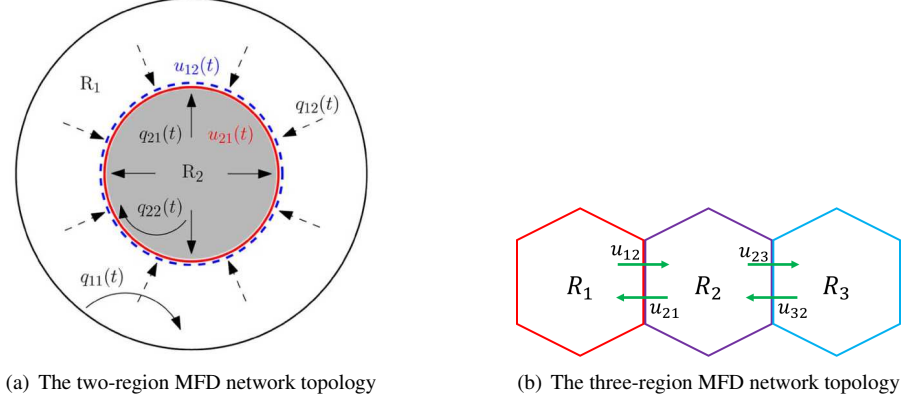 u₁₂(t)
R₁
q₁₂(t)
q₂₁(t)
u₂₁(t)
R₂
q₂₂(t)
q₁₁(t)
(a) The two-region MFD network topology
u₁₂
u₂₃
R₁
R₂
R₃
u₂₁
u₃₂
(b) The three-region MFD network topology